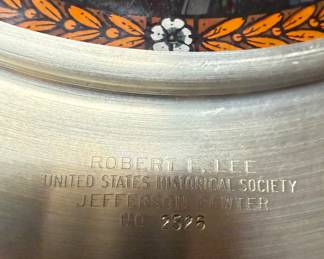 ROBERT E. LEE
UNITED STATES HISTORICAL SOCIETY
JEFFERSON PEWTER
NO 2526